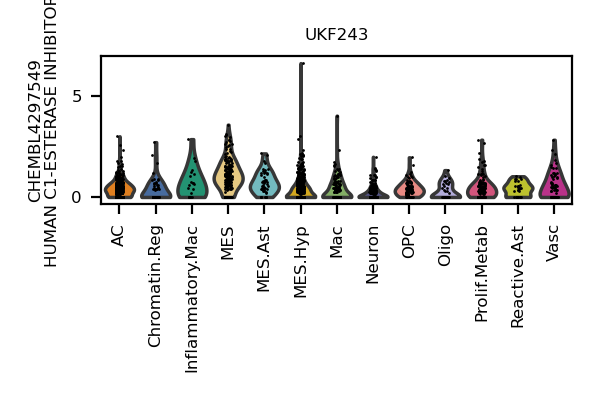 UKF243
CHEMBL4297549
HUMAN C1-ESTERASE INHIBITOR
5
0
AC
Chromatin.Reg
Inflammatory.Mac
MES
MES.Ast
MES.Hyp
Mac
Neuron
OPC
Oligo
Prolif.Metab
Reactive.Ast
Vasc